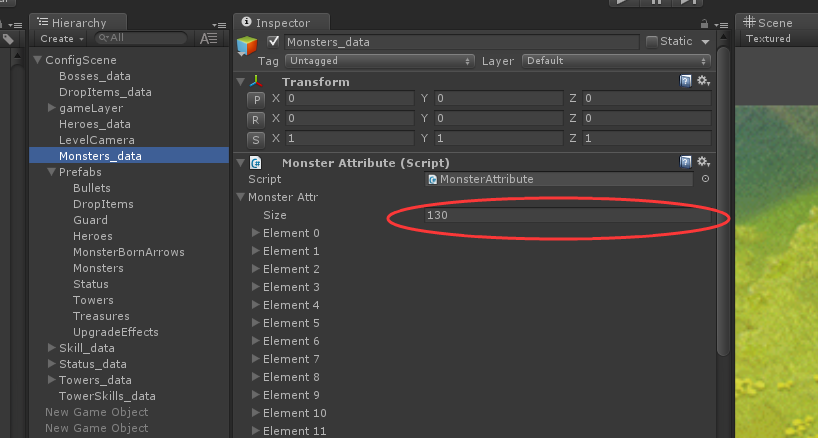 Hierarchy
Create
All
ConfigScene
Bosses_data
DropItems_data
gameLayer
Heroes_data
LevelCamera
Monsters_data
Prefabs
Bullets
DropItems
Guard
Heroes
MonsterBornArrows
Monsters
Status
Towers
Treasures
UpgradeEffects
Skill_data
Status_data
Towers_data
TowerSkills_data
New Game Object
New Game Object
Inspector
Monsters_data Static
Tag Untagged Layer Default
Transform
P X 0 Y 0 Z 0
R X 0 Y 0 Z 0
S X 1 Y 1 Z 1
Monster Attribute (Script)
Script MonsterAttribute
Monster Attr
Size 130
Element 0
Element 1
Element 2
Element 3
Element 4
Element 5
Element 6
Element 7
Element 8
Element 9
Element 10
Element 11
Scene
Textured